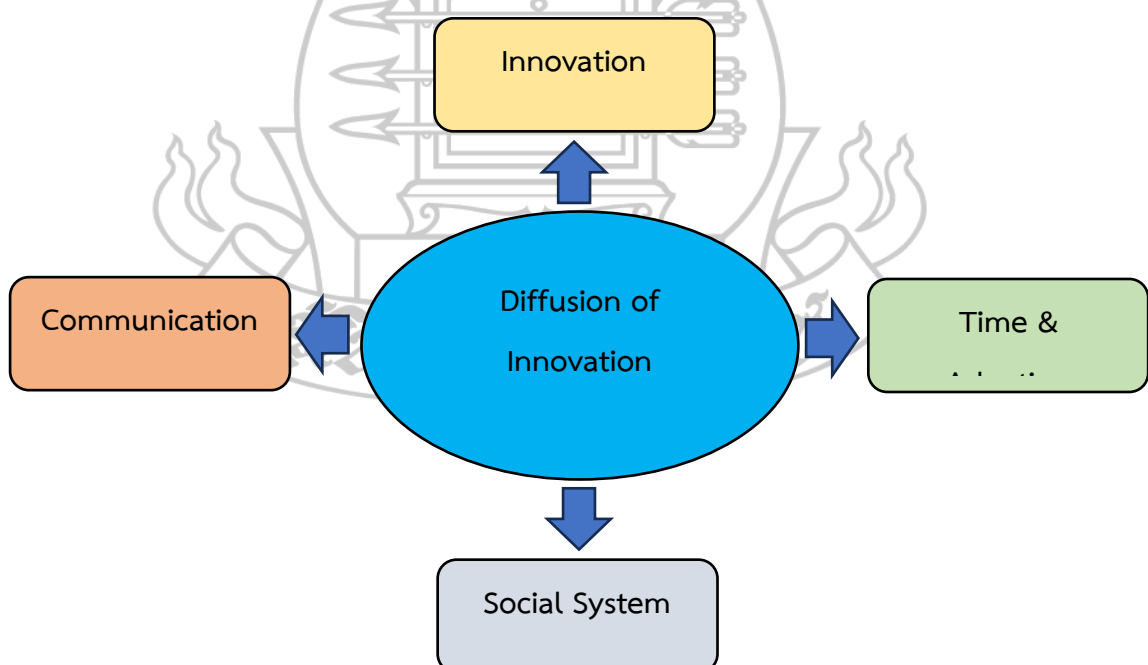 Innovation
Communication
Diffusion of
Innovation
Time &
Social System